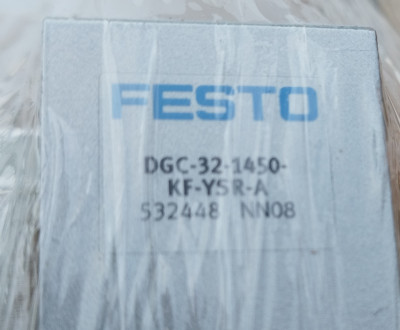 FESTO
DGC-32-1450-
KF-YSR-A
532448 NN08